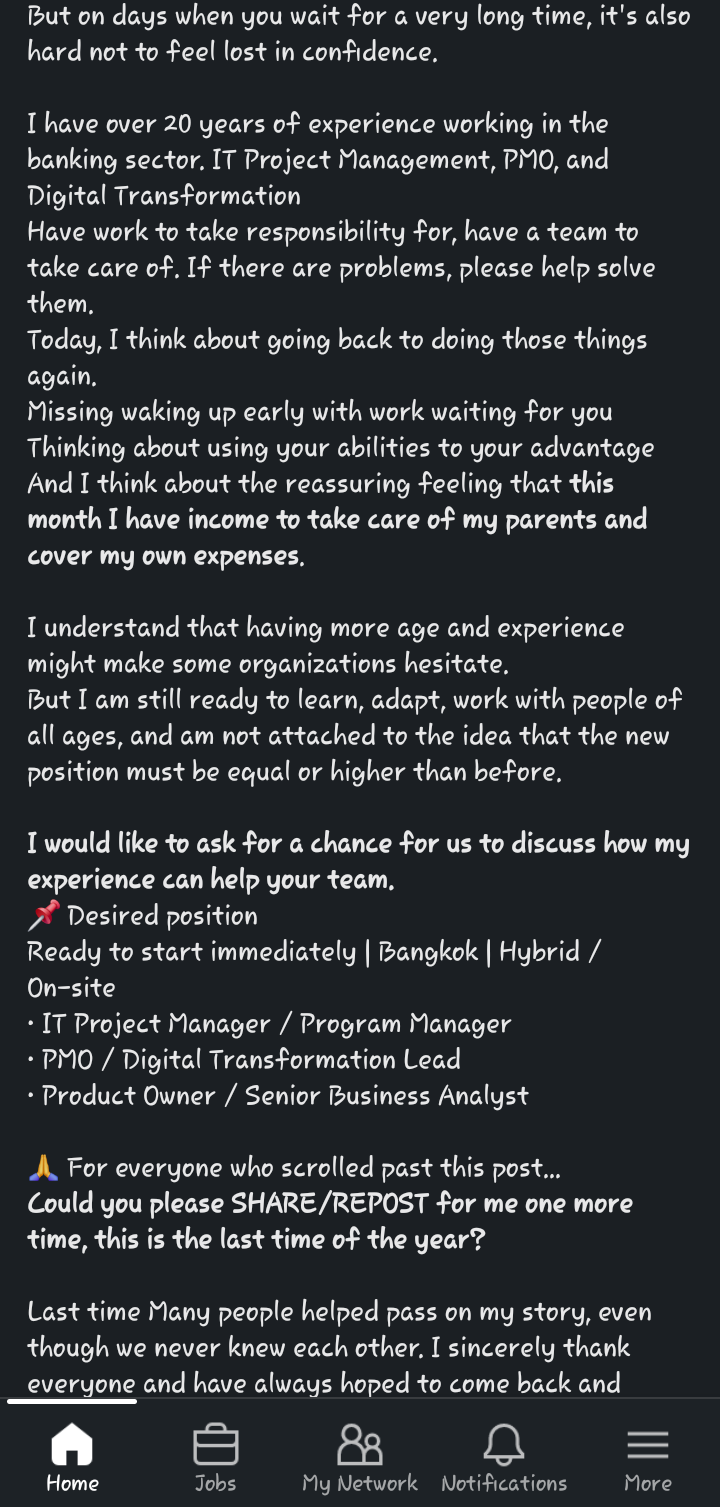 But on days when you wait for a very long time, it's also
hard not to feel lost in confidence.
I have over 20 years of experience working in the
banking sector. IT Project Management, PMO, and
Digital Transformation
Have work to take responsibility for, have a team to
take care of. If there are problems, please help solve
them.
Today, I think about going back to doing those things
again.
Missing waking up early with work waiting for you
Thinking about using your abilities to your advantage
And I think about the reassuring feeling that this
month I have income to take care of my parents and
cover my own expenses.
I understand that having more age and experience
might make some organizations hesitate.
But I am still ready to learn, adapt, work with people of
all ages, and am not attached to the idea that the new
position must be equal or higher than before.
I would like to ask for a chance for us to discuss how my
experience can help your team.
📌 Desired position
Ready to start immediately | Bangkok | Hybrid /
On-site
• IT Project Manager / Program Manager
• PMO / Digital Transformation Lead
• Product Owner / Senior Business Analyst
🙏 For everyone who scrolled past this post...
Could you please SHARE/REPOST for me one more
time, this is the last time of the year?
Last time Many people helped pass on my story, even
though we never knew each other. I sincerely thank
everyone and have always hoped to come back and
Home Jobs My Network Notifications More